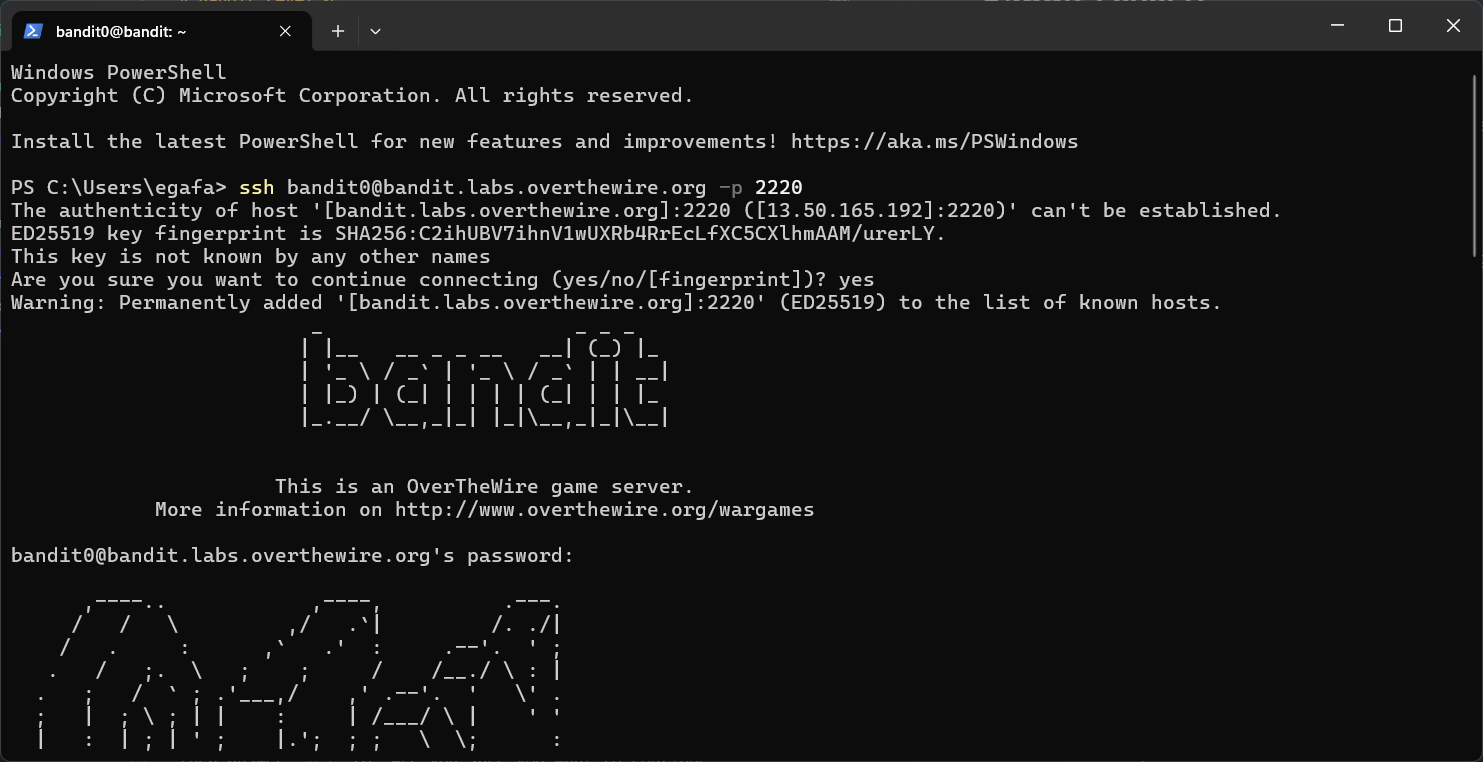 bandit0@bandit: ~
Windows PowerShell
Copyright (C) Microsoft Corporation. All rights reserved.
Install the latest PowerShell for new features and improvements! https://aka.ms/PSWindows
PS C:\Users\egafa> ssh bandit0@bandit.labs.overthewire.org -p 2220
The authenticity of host '[bandit.labs.overthewire.org]:2220 ([13.50.165.192]:2220)' can't be established.
ED25519 key fingerprint is SHA256:C2ihUBV7ihnV1wUXRb4RrEcLfXC5CXlhmAAM/urerLY.
This key is not known by any other names
Are you sure you want to continue connecting (yes/no/[fingerprint])? yes
Warning: Permanently added '[bandit.labs.overthewire.org]:2220' (ED25519) to the list of known hosts.
bandit
This is an OverTheWire game server.
More information on http://www.overthewire.org/wargames
bandit0@bandit.labs.overthewire.org's password: